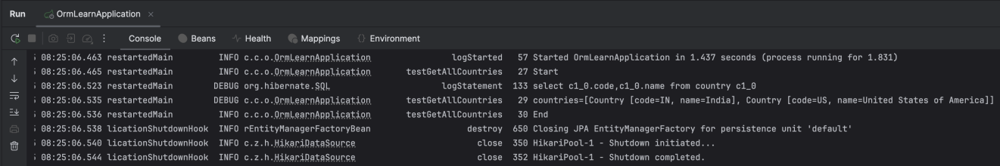 Run OrmLearnApplication ×
Console Beans Health Mappings Environment
08:25:06.463 restartedMain INFO c.c.o.OrmLearnApplication logStarted 57 Started OrmLearnApplication in 1.437 seconds (process running for 1.831)
08:25:06.465 restartedMain INFO c.c.o.OrmLearnApplication testGetAllCountries 27 Start
08:25:06.523 restartedMain DEBUG org.hibernate.SQL logStatement 133 select c1_0.code,c1_0.name from country c1_0
08:25:06.535 restartedMain DEBUG c.c.o.OrmLearnApplication testGetAllCountries 29 countries=[Country [code=IN, name=India], Country [code=US, name=United States of America]]
08:25:06.536 restartedMain INFO c.c.o.OrmLearnApplication testGetAllCountries 30 End
08:25:06.538 licationShutdownHook INFO rEntityManagerFactoryBean destroy 650 Closing JPA EntityManagerFactory for persistence unit 'default'
08:25:06.540 licationShutdownHook INFO c.z.h.HikariDataSource close 350 HikariPool-1 - Shutdown initiated...
08:25:06.544 licationShutdownHook INFO c.z.h.HikariDataSource close 352 HikariPool-1 - Shutdown completed.